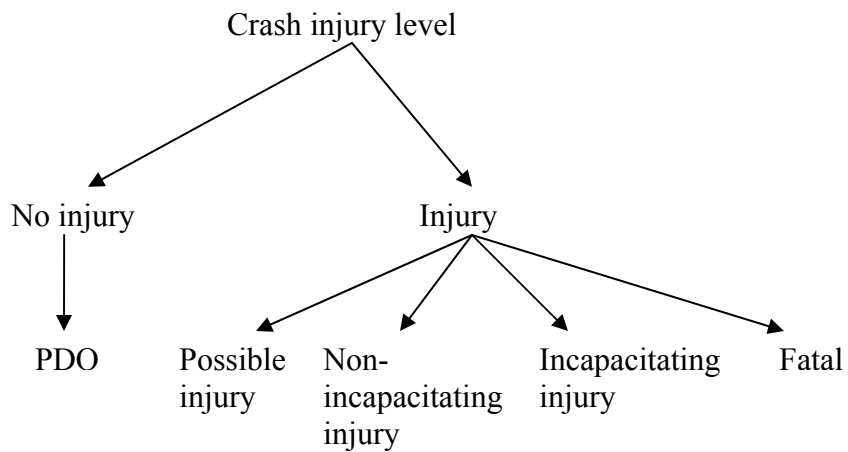 Crash injury level
No injury
Injury
PDO
Possible
injury
Non-
incapacitating
injury
Incapacitating
injury
Fatal